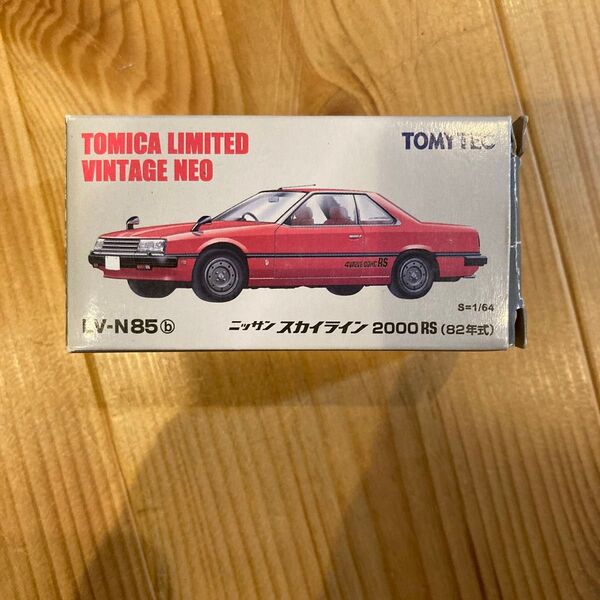 TOMICA LIMITED
VINTAGE NEO
TOMYTEC
4VALVE DOHC RS
S=1/64
LV-N85ⓑ
ニッサン スカイライン 2000RS (82年式)